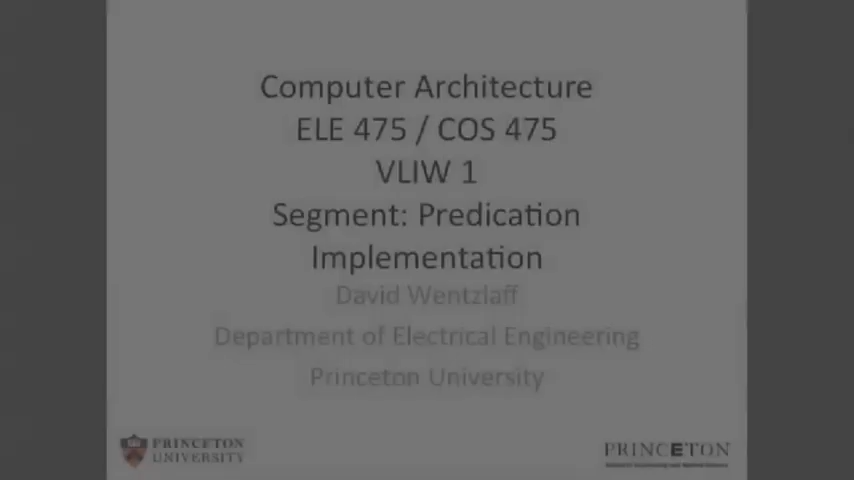 Computer Architecture
ELE 475 / COS 475
VLIW 1
Segment: Predication
Implementation
David Wentzlaff
Department of Electrical Engineering
Princeton University
PRINCETON
UNIVERSITY
PRINCETON